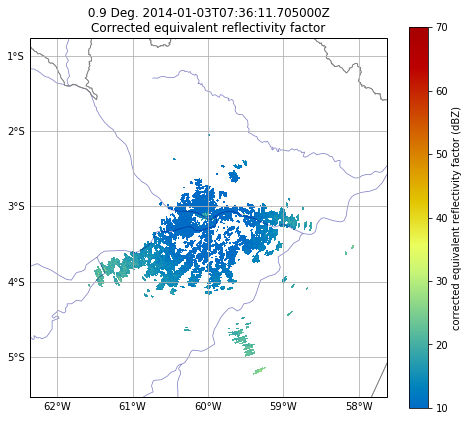 0.9 Deg. 2014-01-03T07:36:11.705000Z
Corrected equivalent reflectivity factor
1°S
2°S
3°S
4°S
5°S
62°W 61°W 60°W 59°W 58°W
70
60
50
40
30
20
10
corrected equivalent reflectivity factor (dBZ)